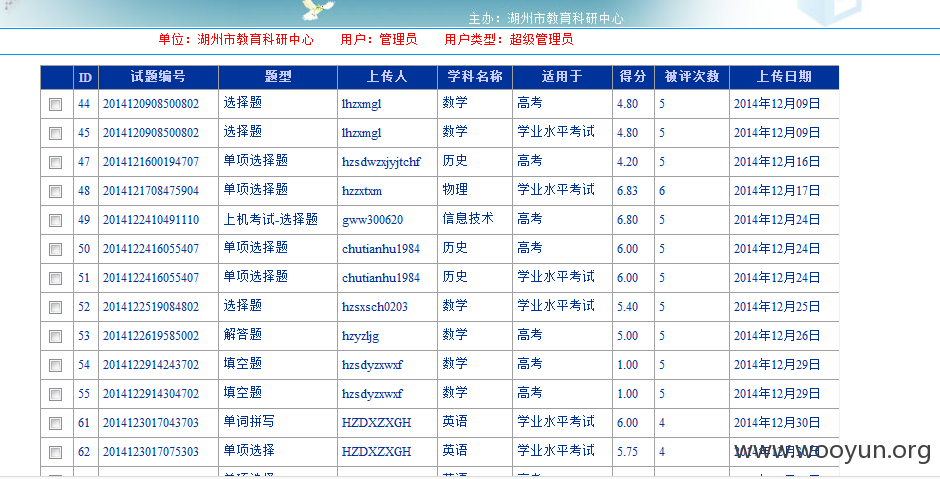 主办：湖州市教育科研中心
单位：湖州市教育科研中心 用户：管理员 用户类型：超级管理员
ID 试题编号 题型 上传人 学科名称 适用于 得分 被评次数 上传日期
44 2014120908500802 选择题 lhzxmgl 数学 高考 4.80 5 2014年12月09日
45 2014120908500802 选择题 lhzxmgl 数学 学业水平考试 4.80 5 2014年12月09日
47 2014121600194707 单项选择题 hzsdwzxjyjtchf 历史 高考 4.20 5 2014年12月16日
48 2014121708475904 单项选择题 hzzxtxm 物理 学业水平考试 6.83 6 2014年12月17日
49 2014122410491110 上机考试-选择题 gww300620 信息技术 高考 6.80 5 2014年12月24日
50 2014122416055407 单项选择题 chutianhu1984 历史 高考 6.00 5 2014年12月24日
51 2014122416055407 单项选择题 chutianhu1984 历史 学业水平考试 6.00 5 2014年12月24日
52 2014122519084802 选择题 hzsxsch0203 数学 学业水平考试 5.40 5 2014年12月25日
53 2014122619585002 解答题 hzyzljg 数学 高考 5.00 5 2014年12月26日
54 2014122914243702 填空题 hzsdyzxwxf 数学 高考 1.00 5 2014年12月29日
55 2014122914304702 填空题 hzsdyzxwxf 数学 高考 1.00 5 2014年12月29日
61 2014123017043703 单词拼写 HZDXZXGH 英语 学业水平考试 6.00 4 2014年12月30日
62 2014123017075303 单项选择 HZDXZXGH 英语 学业水平考试 5.75 4 2014年12月30日
www.wooyun.org